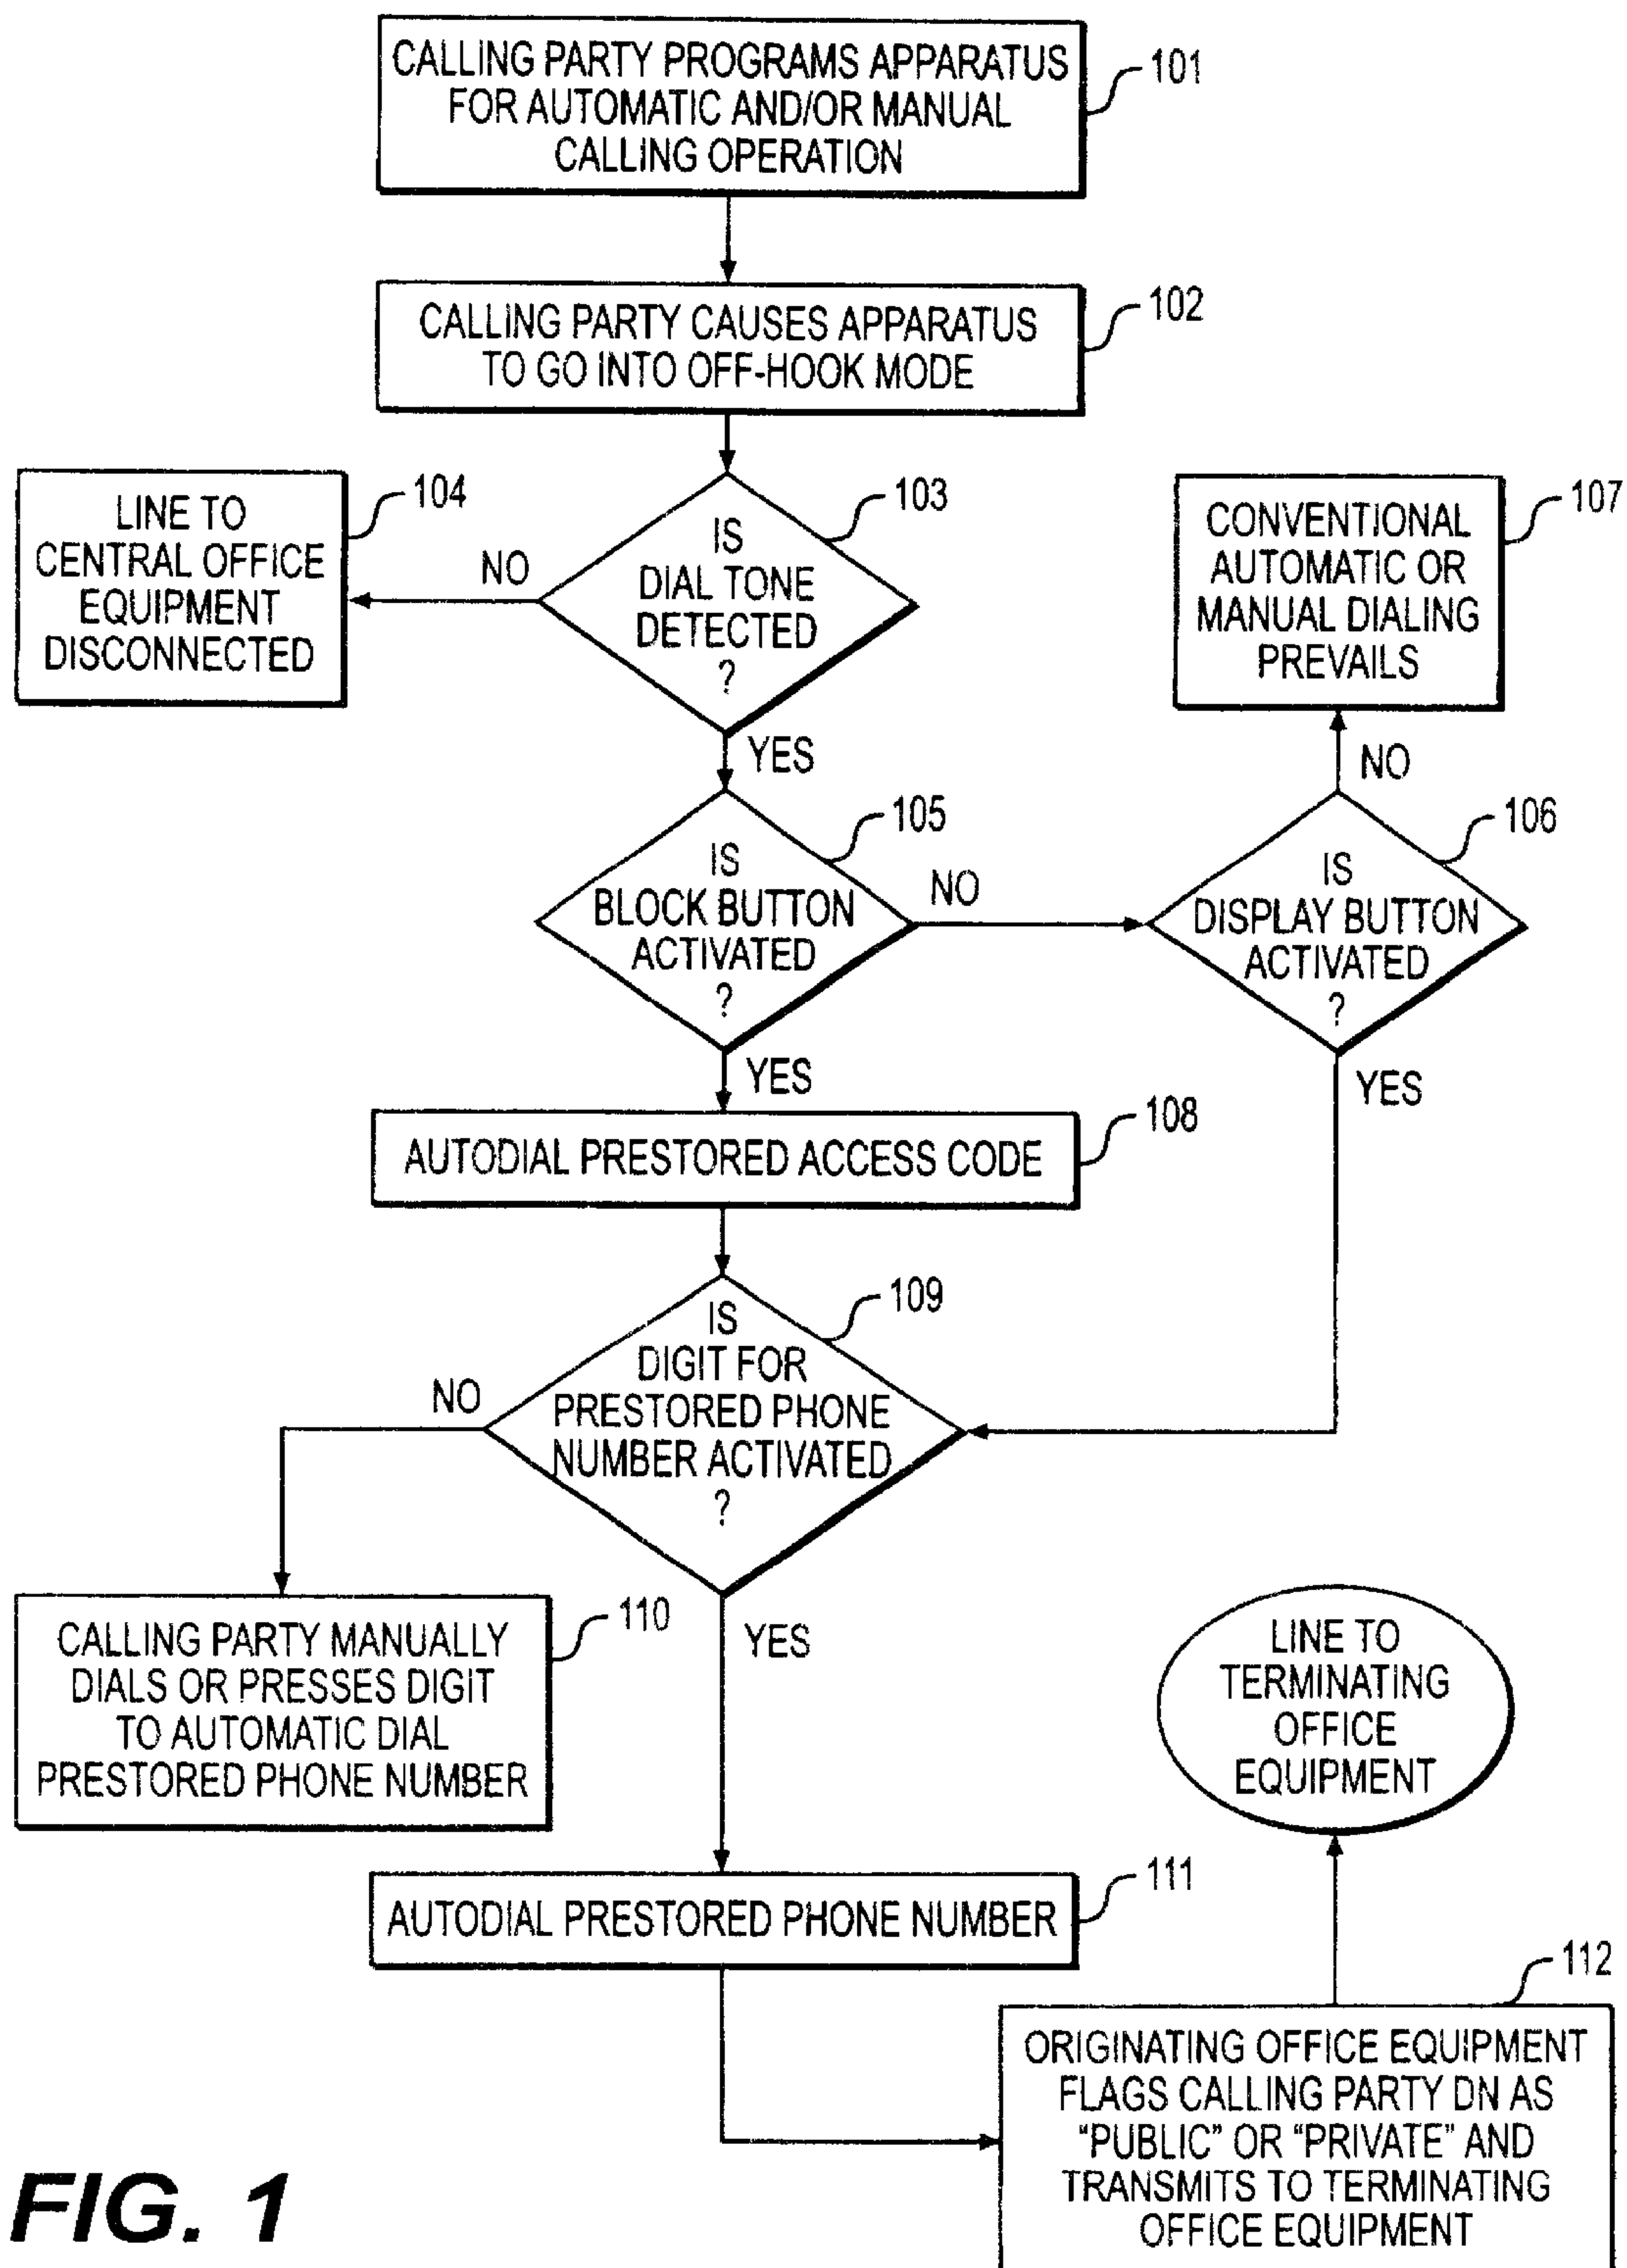 CALLING PARTY PROGRAMS APPARATUS
FOR AUTOMATIC AND/OR MANUAL
CALLING OPERATION
101
CALLING PARTY CAUSES APPARATUS
TO GO INTO OFF-HOOK MODE
102
LINE TO
CENTRAL OFFICE
EQUIPMENT
DISCONNECTED
104
NO
IS
DIAL TONE
DETECTED
?
103
YES
CONVENTIONAL
AUTOMATIC OR
MANUAL DIALING
PREVAILS
107
NO
IS
BLOCK BUTTON
ACTIVATED
?
105
NO
YES
IS
DISPLAY BUTTON
ACTIVATED
?
106
YES
AUTODIAL PRESTORED ACCESS CODE
108
IS
DIGIT FOR
PRESTORED PHONE
NUMBER ACTIVATED
?
109
NO
YES
CALLING PARTY MANUALLY
DIALS OR PRESSES DIGIT
TO AUTOMATIC DIAL
PRESTORED PHONE NUMBER
110
LINE TO
TERMINATING
OFFICE
EQUIPMENT
AUTODIAL PRESTORED PHONE NUMBER
111
ORIGINATING OFFICE EQUIPMENT
FLAGS CALLING PARTY DN AS
"PUBLIC" OR "PRIVATE" AND
TRANSMITS TO TERMINATING
OFFICE EQUIPMENT
112
FIG. 1